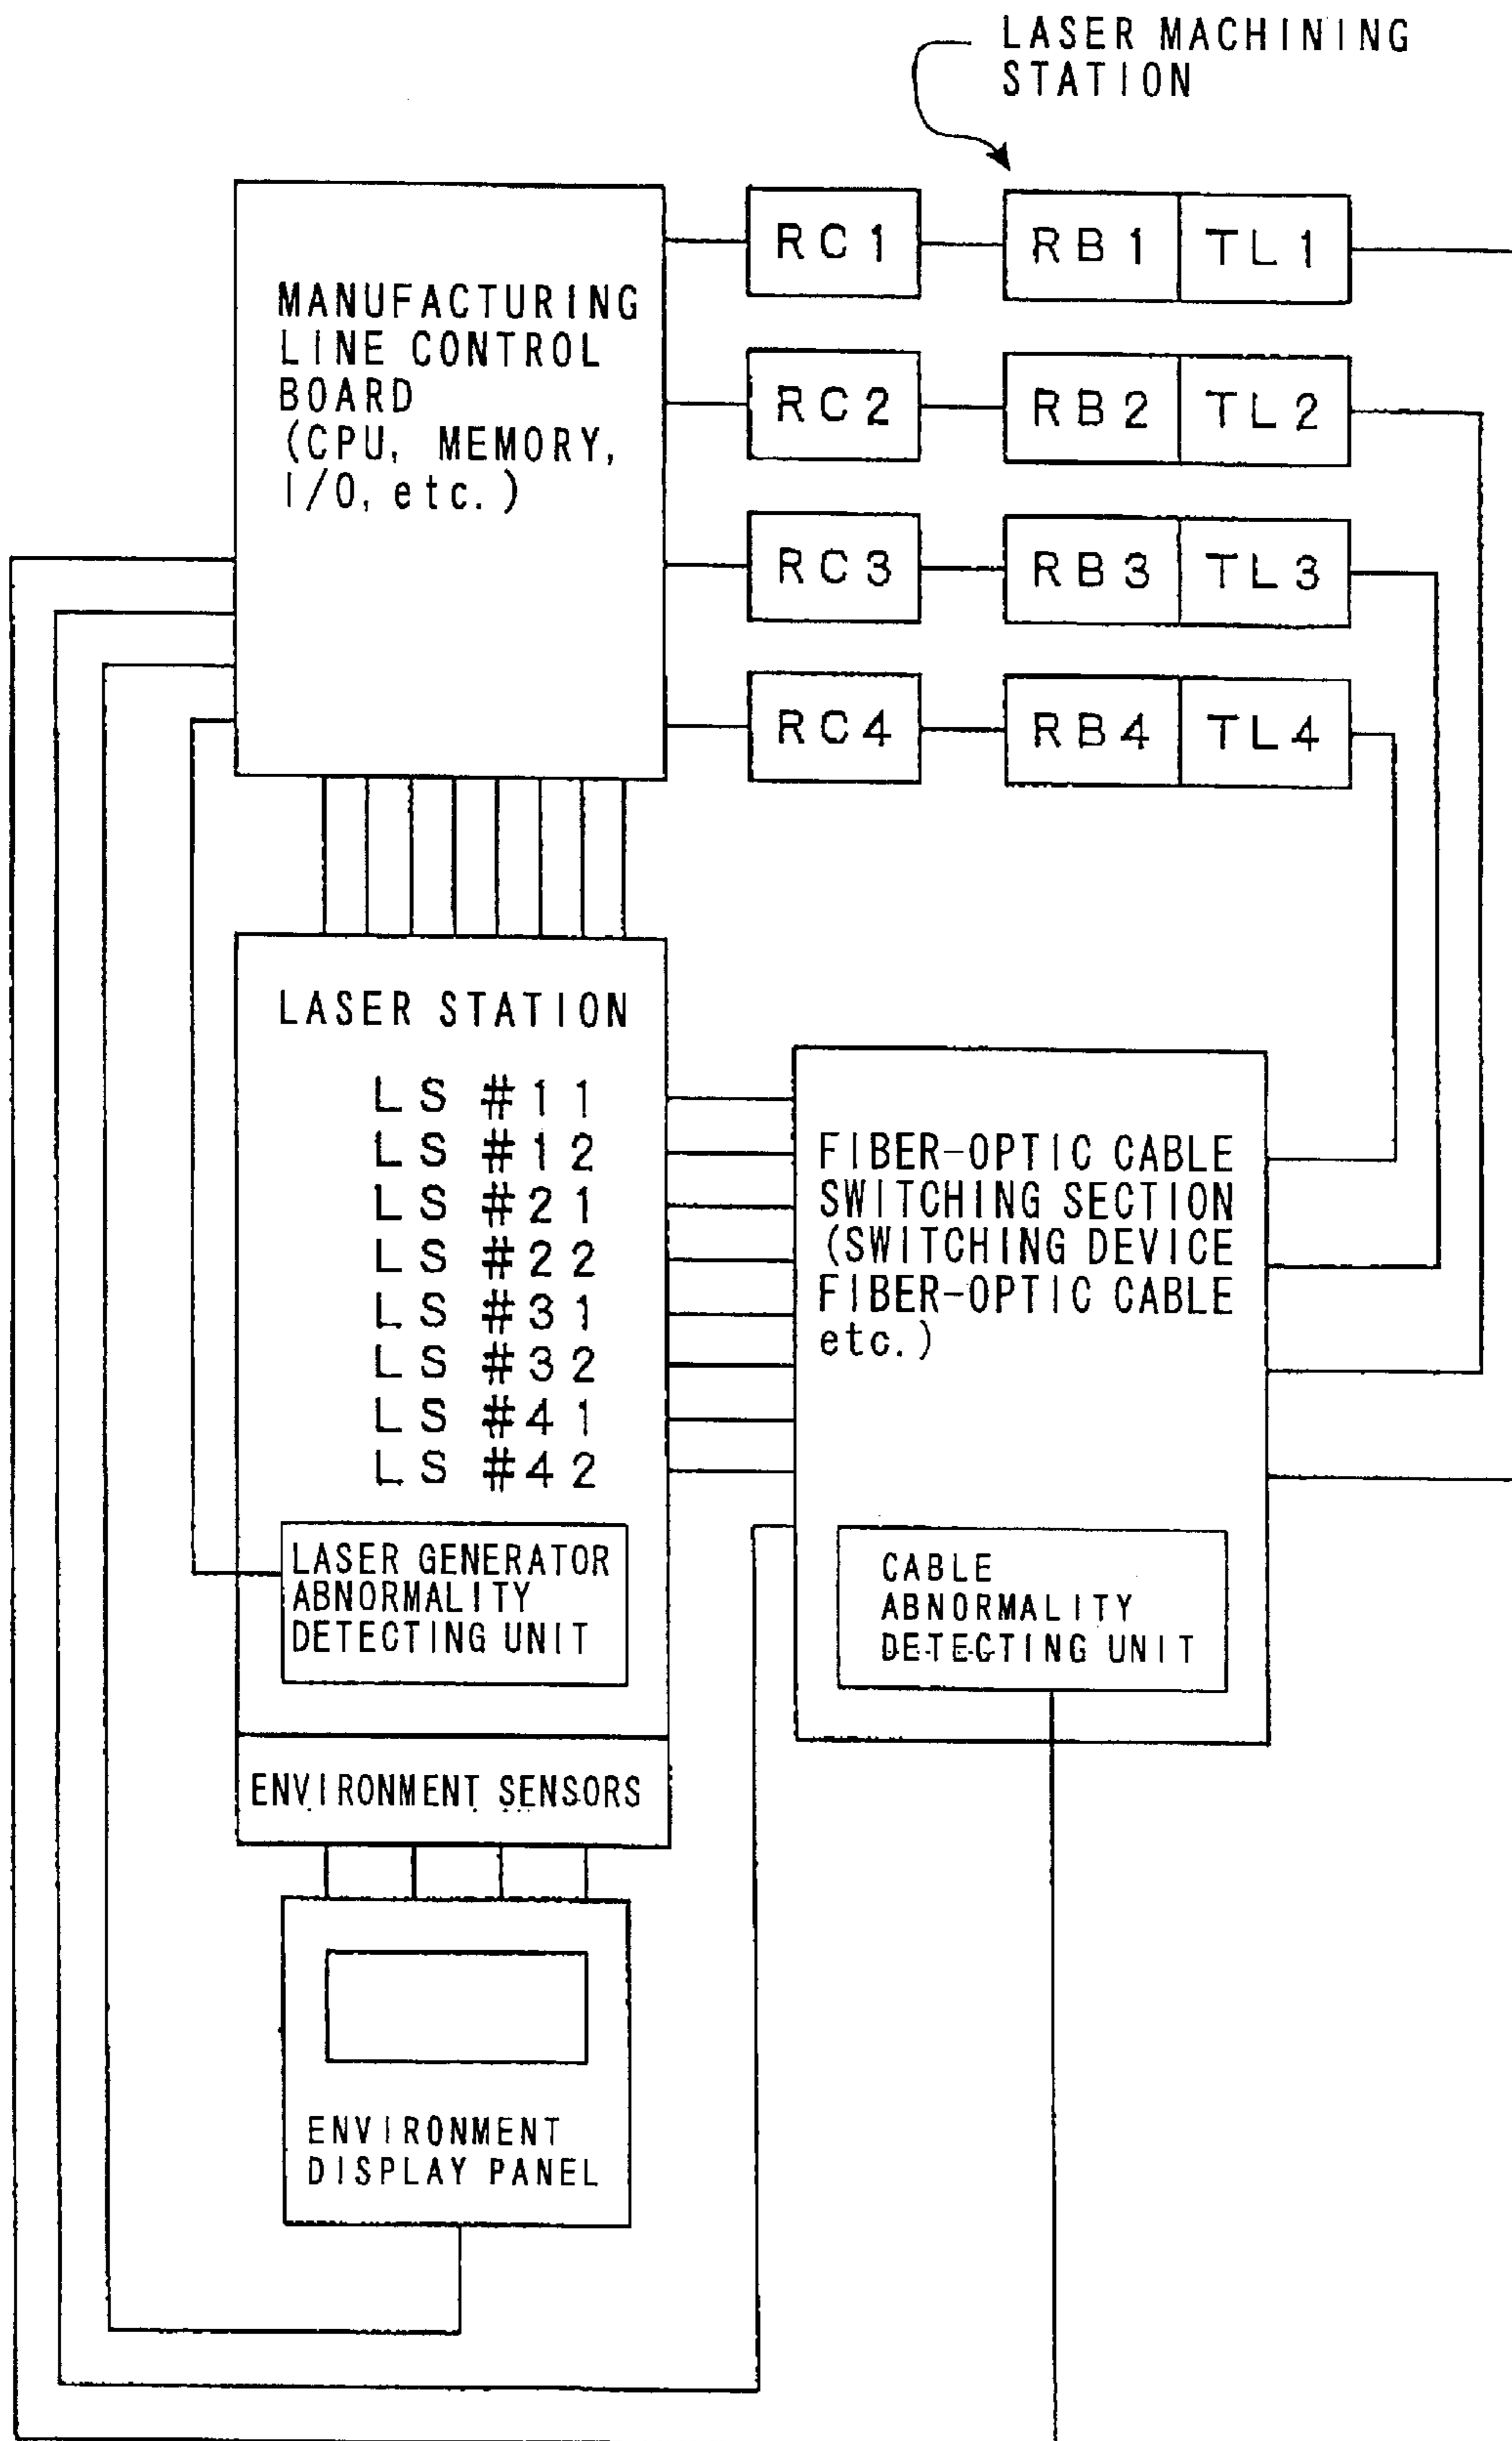 LASER MACHINING
STATION
MANUFACTURING
LINE CONTROL
BOARD
(CPU, MEMORY,
I/O, etc.)
RC1
RB1
TL1
RC2
RB2
TL2
RC3
RB3
TL3
RC4
RB4
TL4
LASER STATION
LS #11
LS #12
LS #21
LS #22
LS #31
LS #32
LS #41
LS #42
LASER GENERATOR
ABNORMALITY
DETECTING UNIT
FIBER-OPTIC CABLE
SWITCHING SECTION
(SWITCHING DEVICE
FIBER-OPTIC CABLE
etc.)
CABLE
ABNORMALITY
DETECTING UNIT
ENVIRONMENT SENSORS
ENVIRONMENT
DISPLAY PANEL